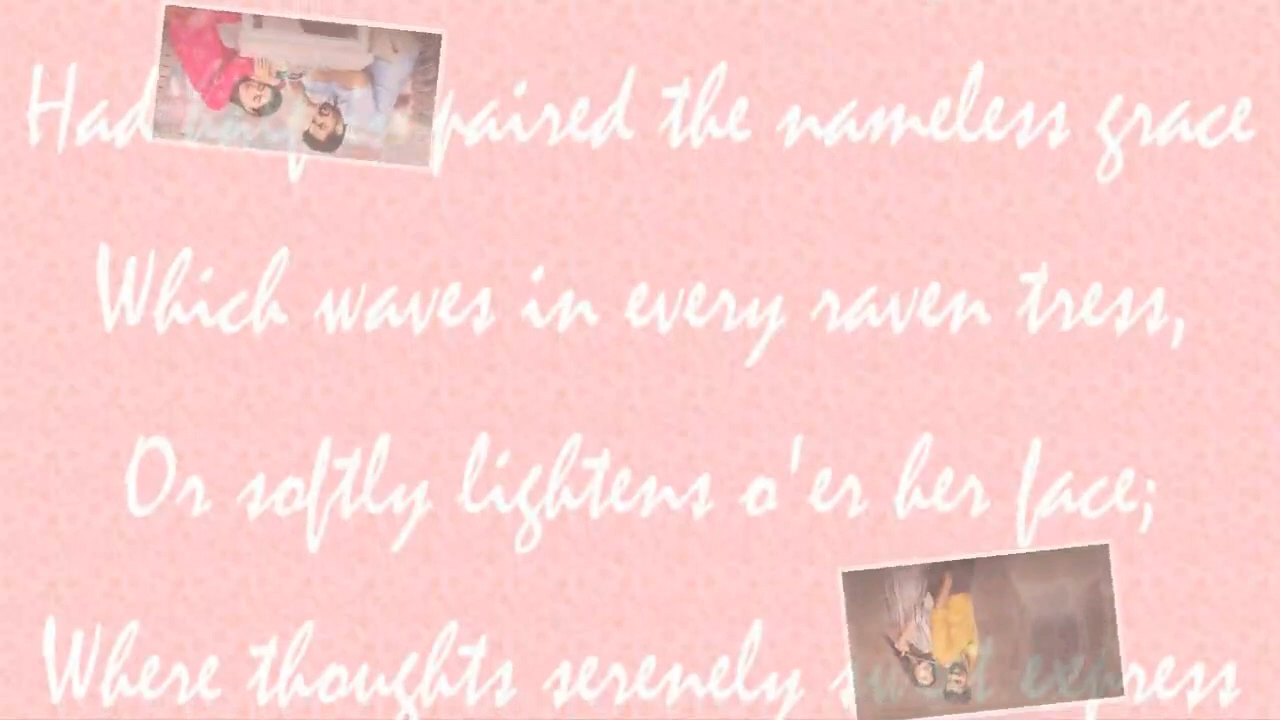 Had paired the nameless grace
Which waves in every raven tress,
Or softly lightens o'er her face;
Where thoughts serenely sweet express